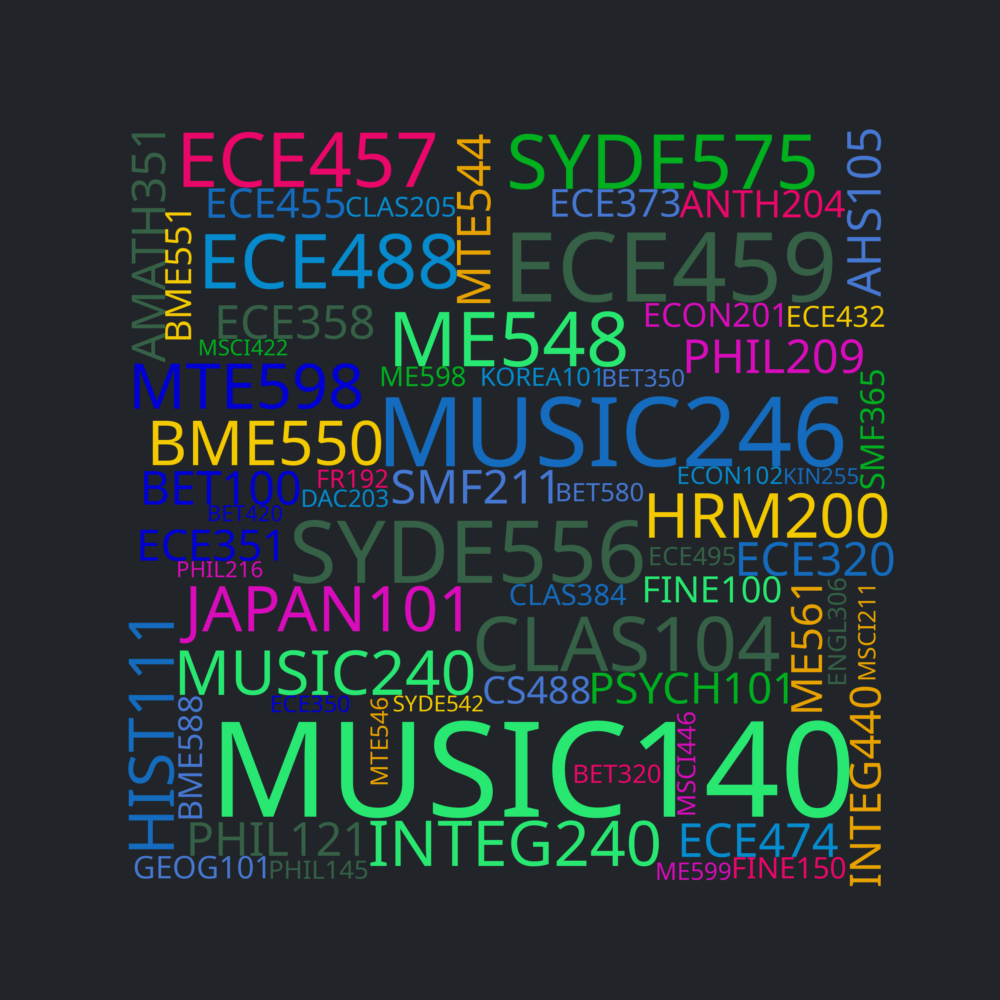 AMATH351
ECE457
MTE544
SYDE575
AHS105
ECE455
CLAS205
ECE373
ANTH204
BME551
ECE488
ECE459
ECE358
ME548
ECON201
ECE432
MSCI422
PHIL209
MTE598
ME598
KOREA101
BET350
SMF365
MUSIC246
BME550
BET100
FR192
SMF211
ECON102
KIN255
DAC203
BET580
BET420
HRM200
ECE351
SYDE556
ECE495
ECE320
PHIL216
JAPAN101
CLAS384
FINE100
ME561
ENGL306
MSCI211
HIST111
CLAS104
MUSIC240
CS488
PSYCH101
ECE350
SYDE542
BME588
MTE546
MUSIC140
BET320
MSCI446
INTEG440
PHIL121
INTEG240
ECE474
GEOG101
PHIL145
ME599
FINE150